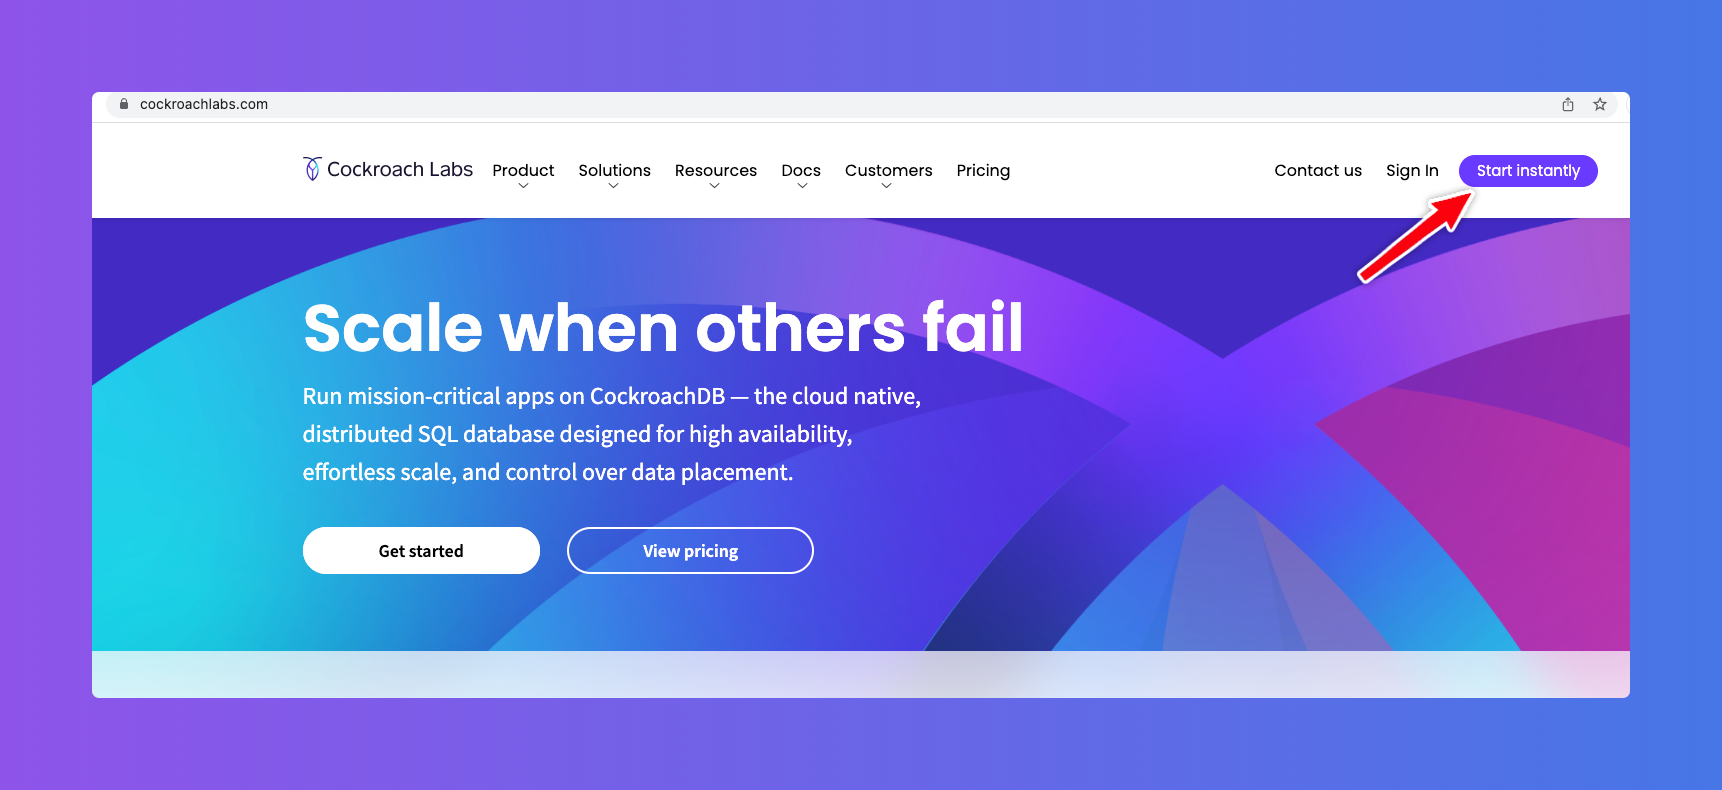 cockroachlabs.com
Cockroach Labs Product Solutions Resources Docs Customers Pricing Contact us Sign In Start instantly
Scale when others fail
Run mission-critical apps on CockroachDB — the cloud native,
distributed SQL database designed for high availability,
effortless scale, and control over data placement.
Get started View pricing